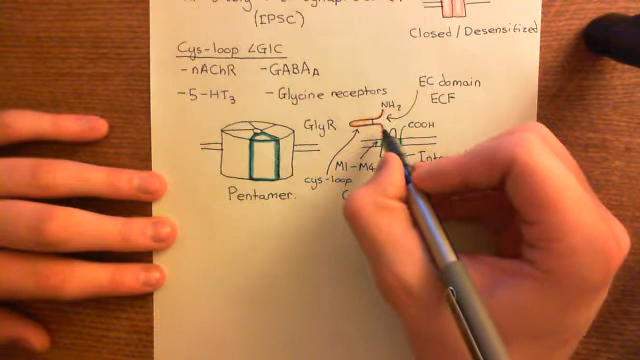 (IPSC)
Closed/Desensitized
Cys-loop LGIC
-nAChR -GABAA
-5-HT3 -Glycine receptors
EC domain
ECF
NH2
GlyR
COOH
M1-M4
cys-loop
Pentamer.